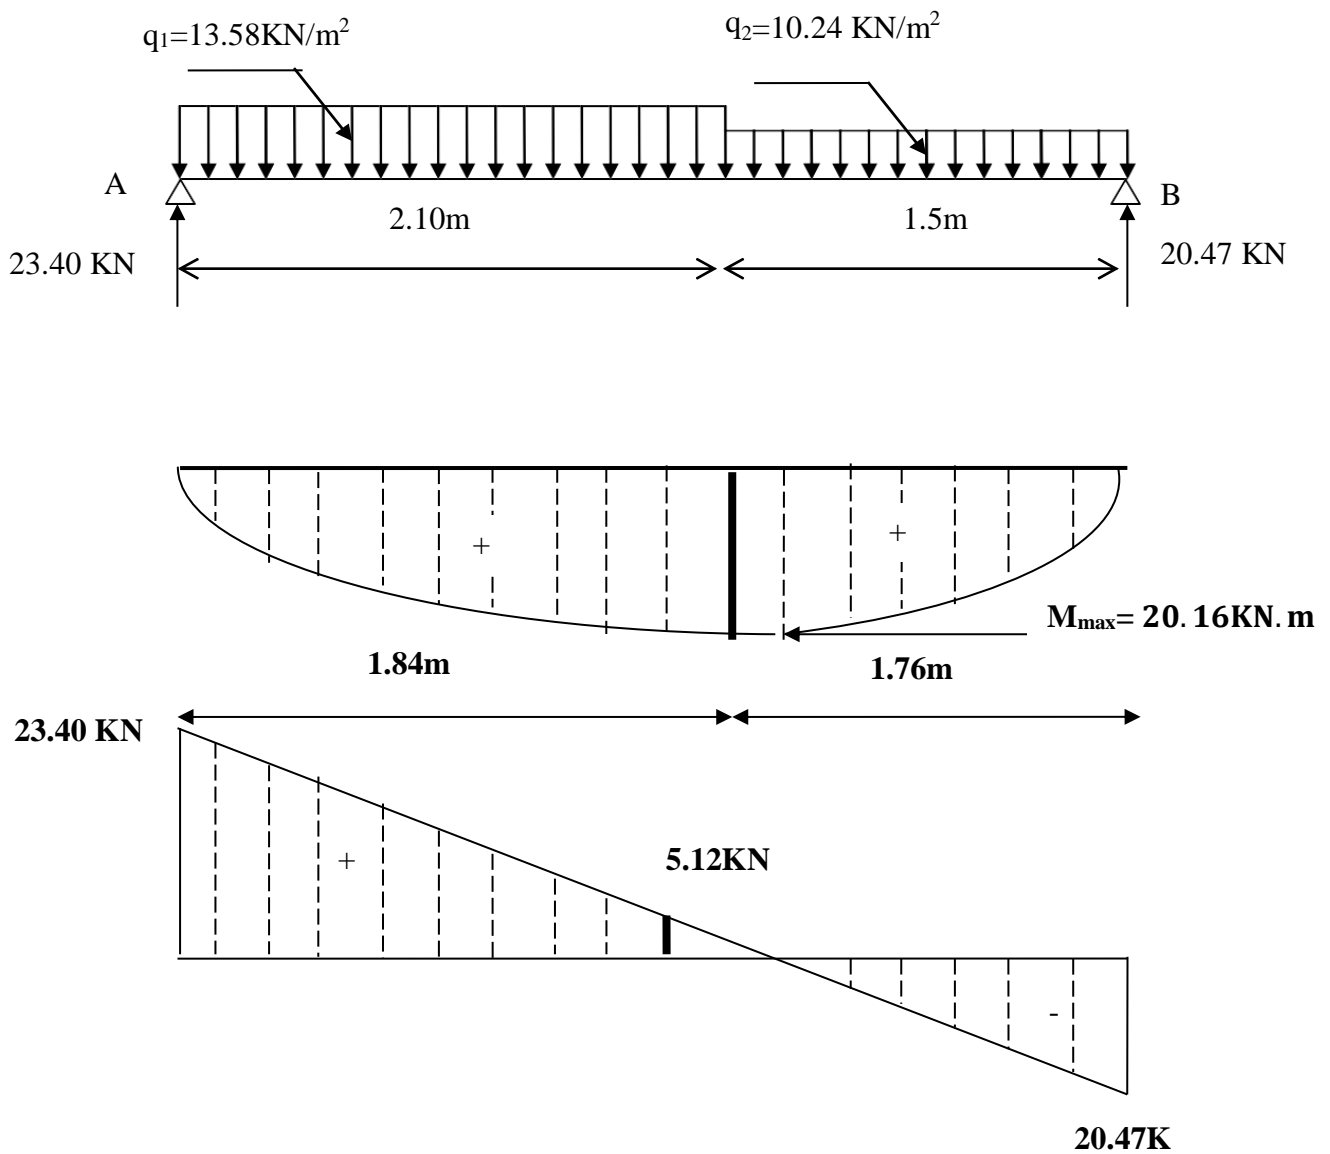 q₁=13.58KN/m²
q₂=10.24 KN/m²
A
B
2.10m
1.5m
23.40 KN
20.47 KN
+
+
Mmax= 20.16KN.m
1.84m
1.76m
23.40 KN
+
5.12KN
-
20.47K